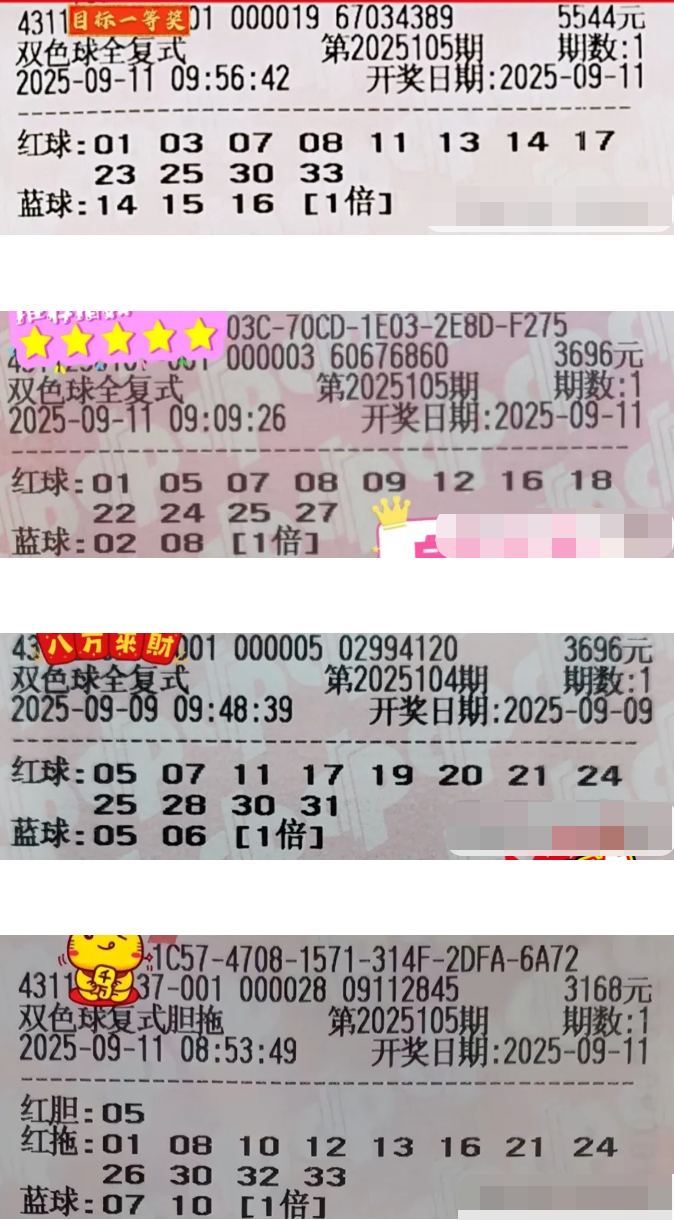 4311 01 000019 67034389 5544元
目标一等奖
双色球全复式 第2025105期 期数:1
2025-09-11 09:56:42 开奖日期:2025-09-11
红球:01 03 07 08 11 13 14 17
23 25 30 33
蓝球:14 15 16 [1倍]
03C-70CD-1E03-2E8D-F275
000003 60676860 3696元
双色球全复式 第2025105期 期数:1
2025-09-11 09:09:26 开奖日期:2025-09-11
红球:01 05 07 08 09 12 16 18
22 24 25 27
蓝球:02 08 [1倍]
八方来财
43 001 000005 02994120 3696元
双色球全复式 第2025104期 期数:1
2025-09-09 09:48:39 开奖日期:2025-09-09
红球:05 07 11 17 19 20 21 24
25 28 30 31
蓝球:05 06 [1倍]
1C57-4708-1571-314F-2DFA-6A72
千万
4311 37-001 000028 09112845 3168元
双色球复式胆拖 第2025105期 期数:1
2025-09-11 08:53:49 开奖日期:2025-09-11
红胆:05
红拖:01 08 10 12 13 16 21 24
26 30 32 33
蓝球:07 10 [1倍]